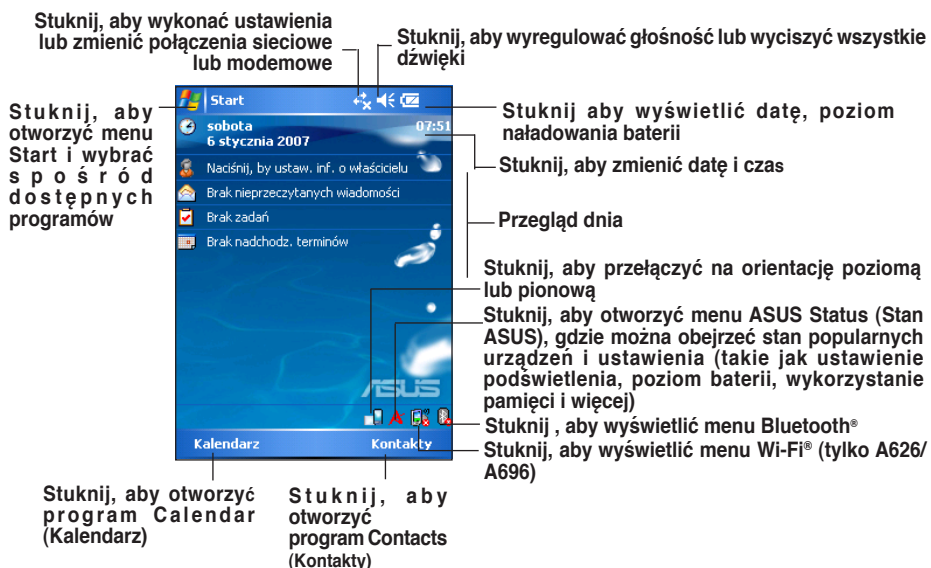 Stuknij, aby wykonać ustawienia
lub zmienić połączenia sieciowe
lub modemowe
Stuknij, aby wyregulować głośność lub wyciszyć wszystkie
dźwięki
Stuknij, aby
otworzyć menu
Start i wybrać
spośród
dostępnych
programów
Stuknij aby wyświetlić datę, poziom
naładowania baterii
Stuknij, aby zmienić datę i czas
Przegląd dnia
Start
sobota
07:51
6 stycznia 2007
Naciśnij, by ustaw. inf. o właścicielu
Brak nieprzeczytanych wiadomości
Brak zadań
Brak nadchodz. terminów
ASUS
Kalendarz
Kontakty
Stuknij, aby przełączyć na orientację poziomą
lub pionową
Stuknij, aby otworzyć menu ASUS Status (Stan
ASUS), gdzie można obejrzeć stan popularnych
urządzeń i ustawienia (takie jak ustawienie
podświetlenia, poziom baterii, wykorzystanie
pamięci i więcej)
Stuknij , aby wyświetlić menu Bluetooth®
Stuknij, aby wyświetlić menu Wi-Fi® (tylko A626/
A696)
Stuknij, aby otworzyć
program Calendar
(Kalendarz)
Stuknij, aby
otworzyć
program Contacts
(Kontakty)